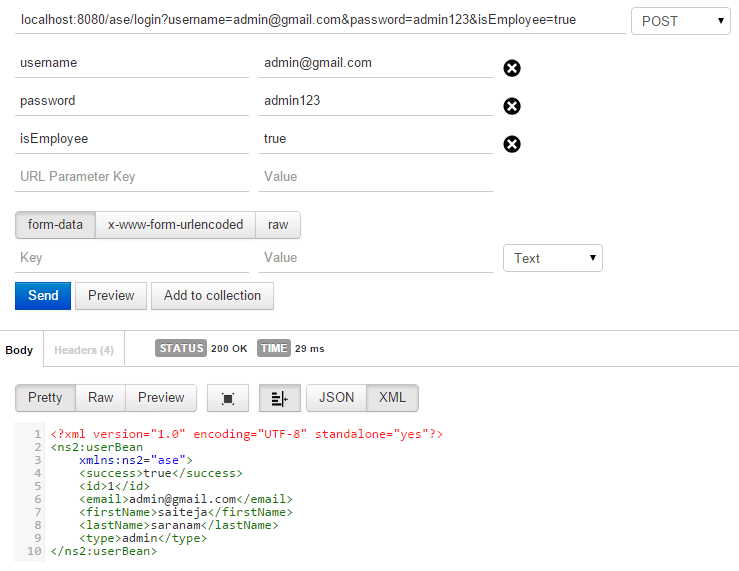 localhost:8080/ase/login?username=admin@gmail.com&password=admin123&isEmployee=true POST
username admin@gmail.com
password admin123
isEmployee true
URL Parameter Key Value
form-data x-www-form-urlencoded raw
Key Value Text
Send Preview Add to collection
Body Headers (4) STATUS 200 OK TIME 29 ms
Pretty Raw Preview JSON XML
1 <?xml version="1.0" encoding="UTF-8" standalone="yes"?>
2 <ns2:userBean
3     xmlns:ns2="ase">
4     <success>true</success>
5     <id>1</id>
6     <email>admin@gmail.com</email>
7     <firstName>saiteja</firstName>
8     <lastName>saranam</lastName>
9     <type>admin</type>
10 </ns2:userBean>